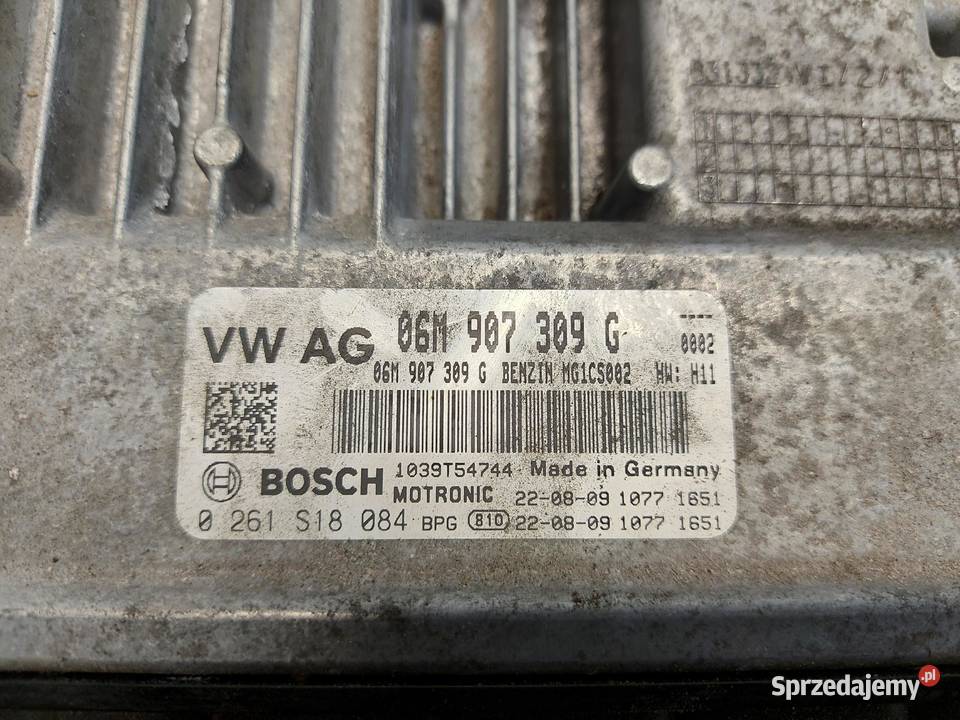 VW AG 06M 907 309 G ---
0002
06M 907 309 G BENZIN MG1CS002 HW: H11
BOSCH 1039T54744 Made in Germany
MOTRONIC 22-08-09 1077 1651
0 261 S18 084 BPG 810 22-08-09 1077 1651
Sprzedajemy.pl